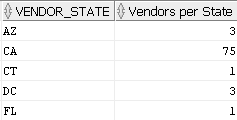 VENDOR_STATE Vendors per State
AZ 3
CA 75
CT 1
DC 3
FL 1